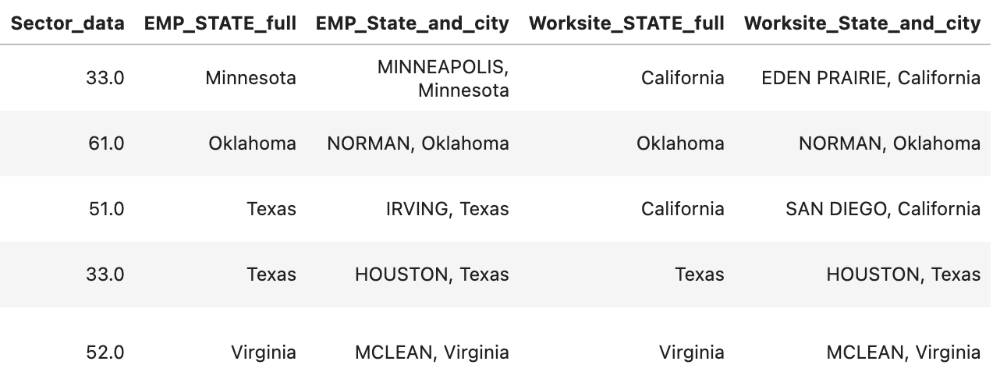 Sector_data EMP_STATE_full EMP_State_and_city Worksite_STATE_full Worksite_State_and_city
33.0 Minnesota MINNEAPOLIS, Minnesota California EDEN PRAIRIE, California
61.0 Oklahoma NORMAN, Oklahoma Oklahoma NORMAN, Oklahoma
51.0 Texas IRVING, Texas California SAN DIEGO, California
33.0 Texas HOUSTON, Texas Texas HOUSTON, Texas
52.0 Virginia MCLEAN, Virginia Virginia MCLEAN, Virginia